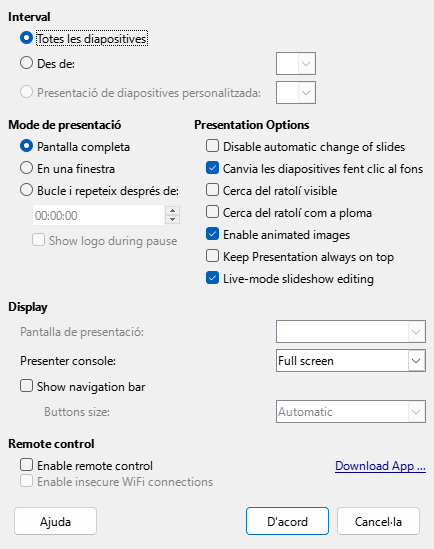 Interval
Totes les diapositives
Des de:
Presentació de diapositives personalitzada:
Mode de presentació
Pantalla completa
En una finestra
Bucle i repeteix després de:
00:00:00
Show logo during pause
Presentation Options
Disable automatic change of slides
Canvia les diapositives fent clic al fons
Cerca del ratolí visible
Cerca del ratolí com a ploma
Enable animated images
Keep Presentation always on top
Live-mode slideshow editing
Display
Pantalla de presentació:
Presenter console: Full screen
Show navigation bar
Buttons size: Automatic
Remote control
Enable remote control Download App ...
Enable insecure WiFi connections
Ajuda D'acord Cancel·la